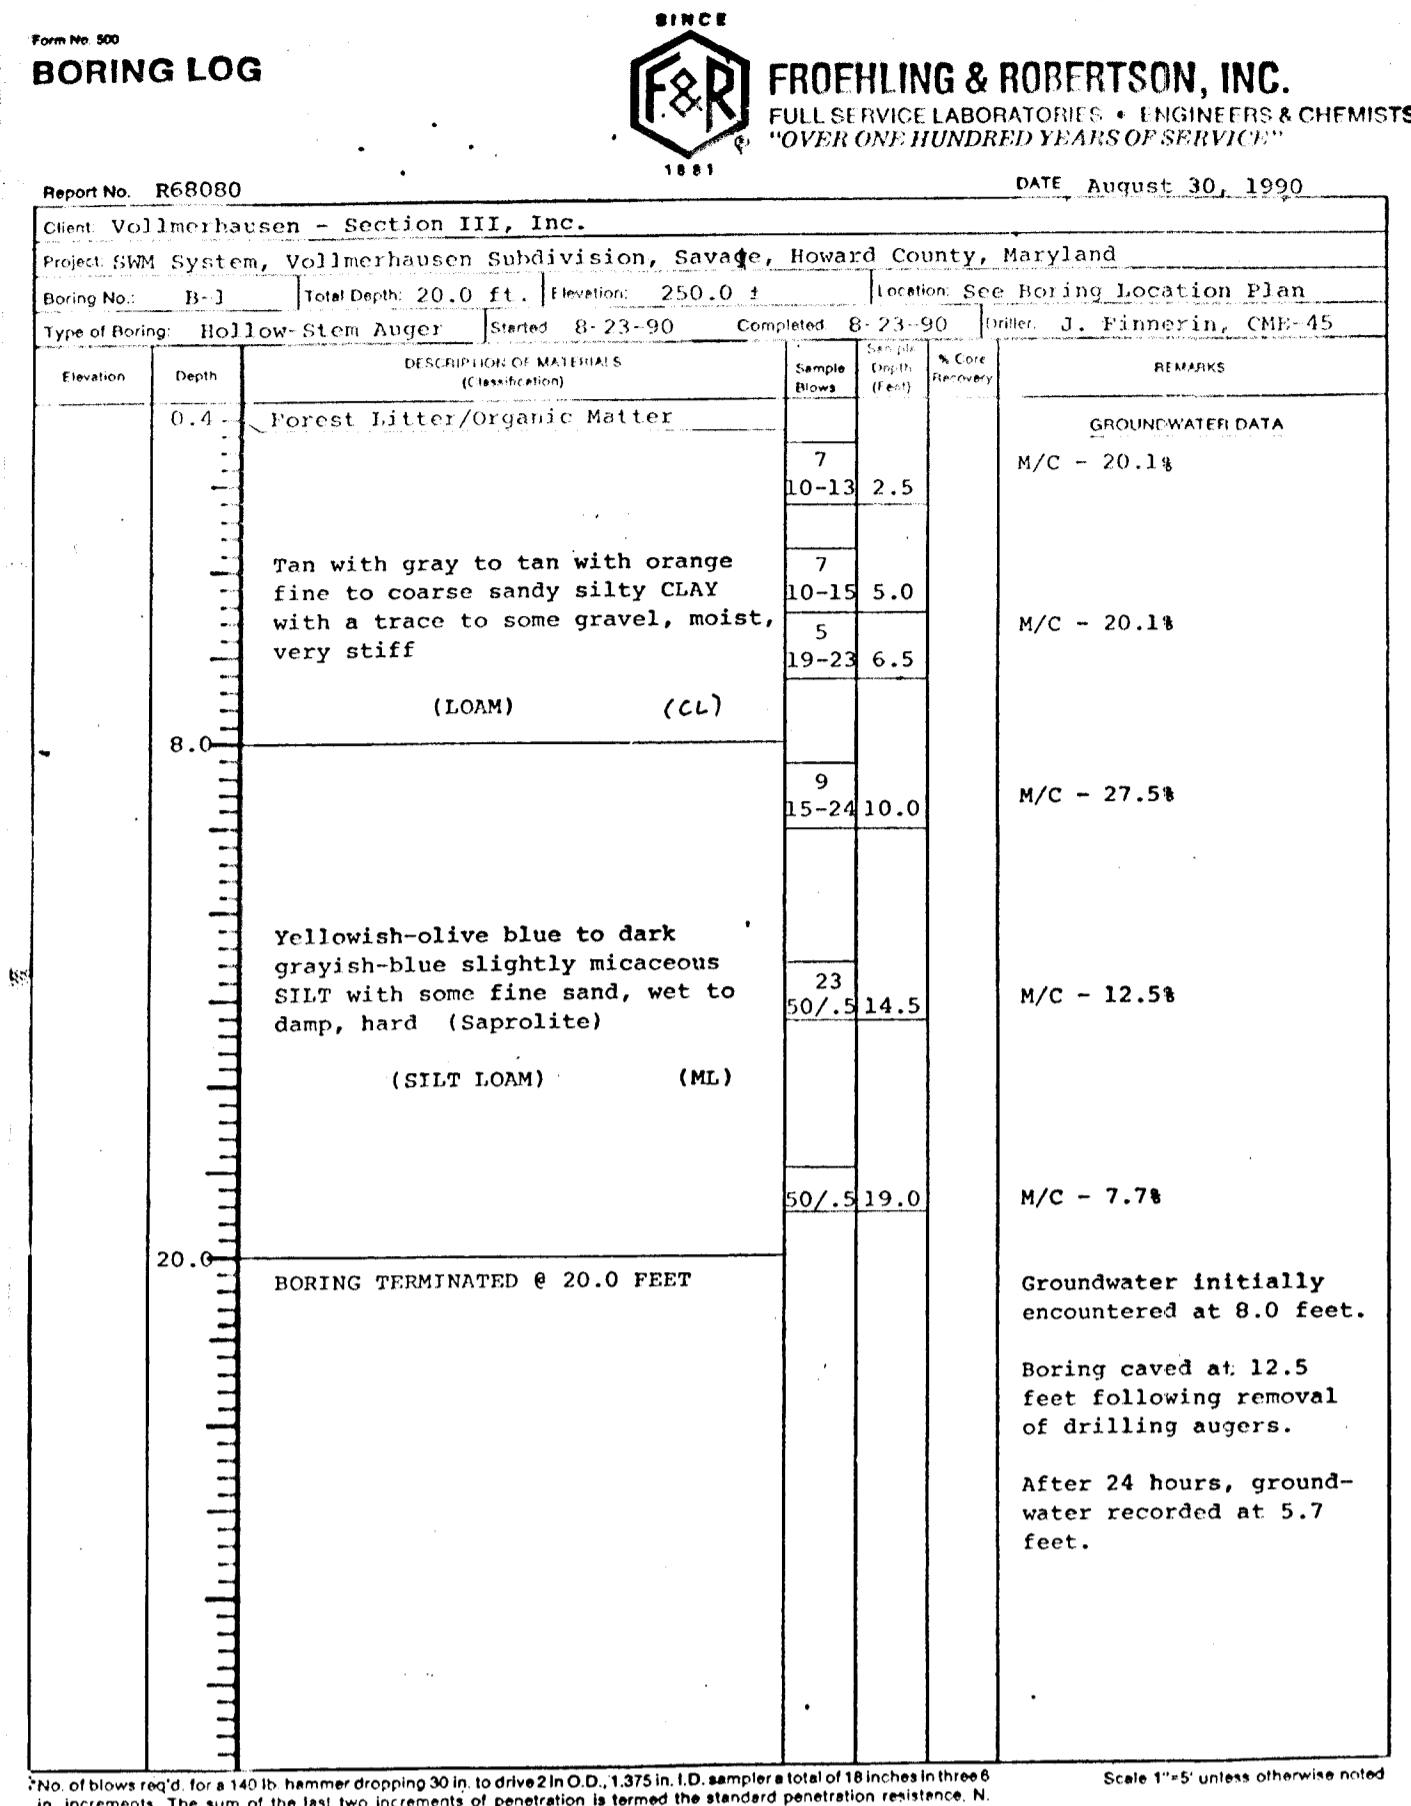 Form No. 500
BORING LOG
SINCE
F&R
1881
FROEHLING & ROBERTSON, INC.
FULL SERVICE LABORATORIES • ENGINEERS & CHEMISTS
"OVER ONE HUNDRED YEARS OF SERVICE"
Report No. R68080 DATE August 30, 1990
Client: Vollmerhausen - Section III, Inc.
Project: SWM System, Vollmerhausen Subdivision, Savage, Howard County, Maryland
Boring No.: B-1 Total Depth: 20.0 ft. Elevation: 250.0 ± Location: See Boring Location Plan
Type of Boring: Hollow-Stem Auger Started 8-23-90 Completed 8-23-90 Driller: J. Finnerin, CME-45
Elevation Depth DESCRIPTION OF MATERIALS (Classification) Sample Blows Sample Depth (Feet) % Core Recovery REMARKS
0.4 Forest Litter/Organic Matter
GROUNDWATER DATA
7 M/C - 20.1%
10-13 2.5
Tan with gray to tan with orange 7
fine to coarse sandy silty CLAY 10-15 5.0
with a trace to some gravel, moist, 5 M/C - 20.1%
very stiff 19-23 6.5
(LOAM) (CL)
8.0
9 M/C - 27.5%
15-24 10.0
Yellowish-olive blue to dark
grayish-blue slightly micaceous
SILT with some fine sand, wet to 23 M/C - 12.5%
damp, hard (Saprolite) 50/.5 14.5
(SILT LOAM) (ML)
50/.5 19.0 M/C - 7.7%
20.0
BORING TERMINATED @ 20.0 FEET Groundwater initially
encountered at 8.0 feet.
Boring caved at 12.5
feet following removal
of drilling augers.
After 24 hours, ground-
water recorded at 5.7
feet.
*No. of blows req'd. for a 140 lb. hammer dropping 30 in. to drive 2 in O.D., 1.375 in. I.D. sampler a total of 18 inches in three 6 Scale 1"=5' unless otherwise noted
in. increments. The sum of the last two increments of penetration is termed the standard penetration resistance, N.